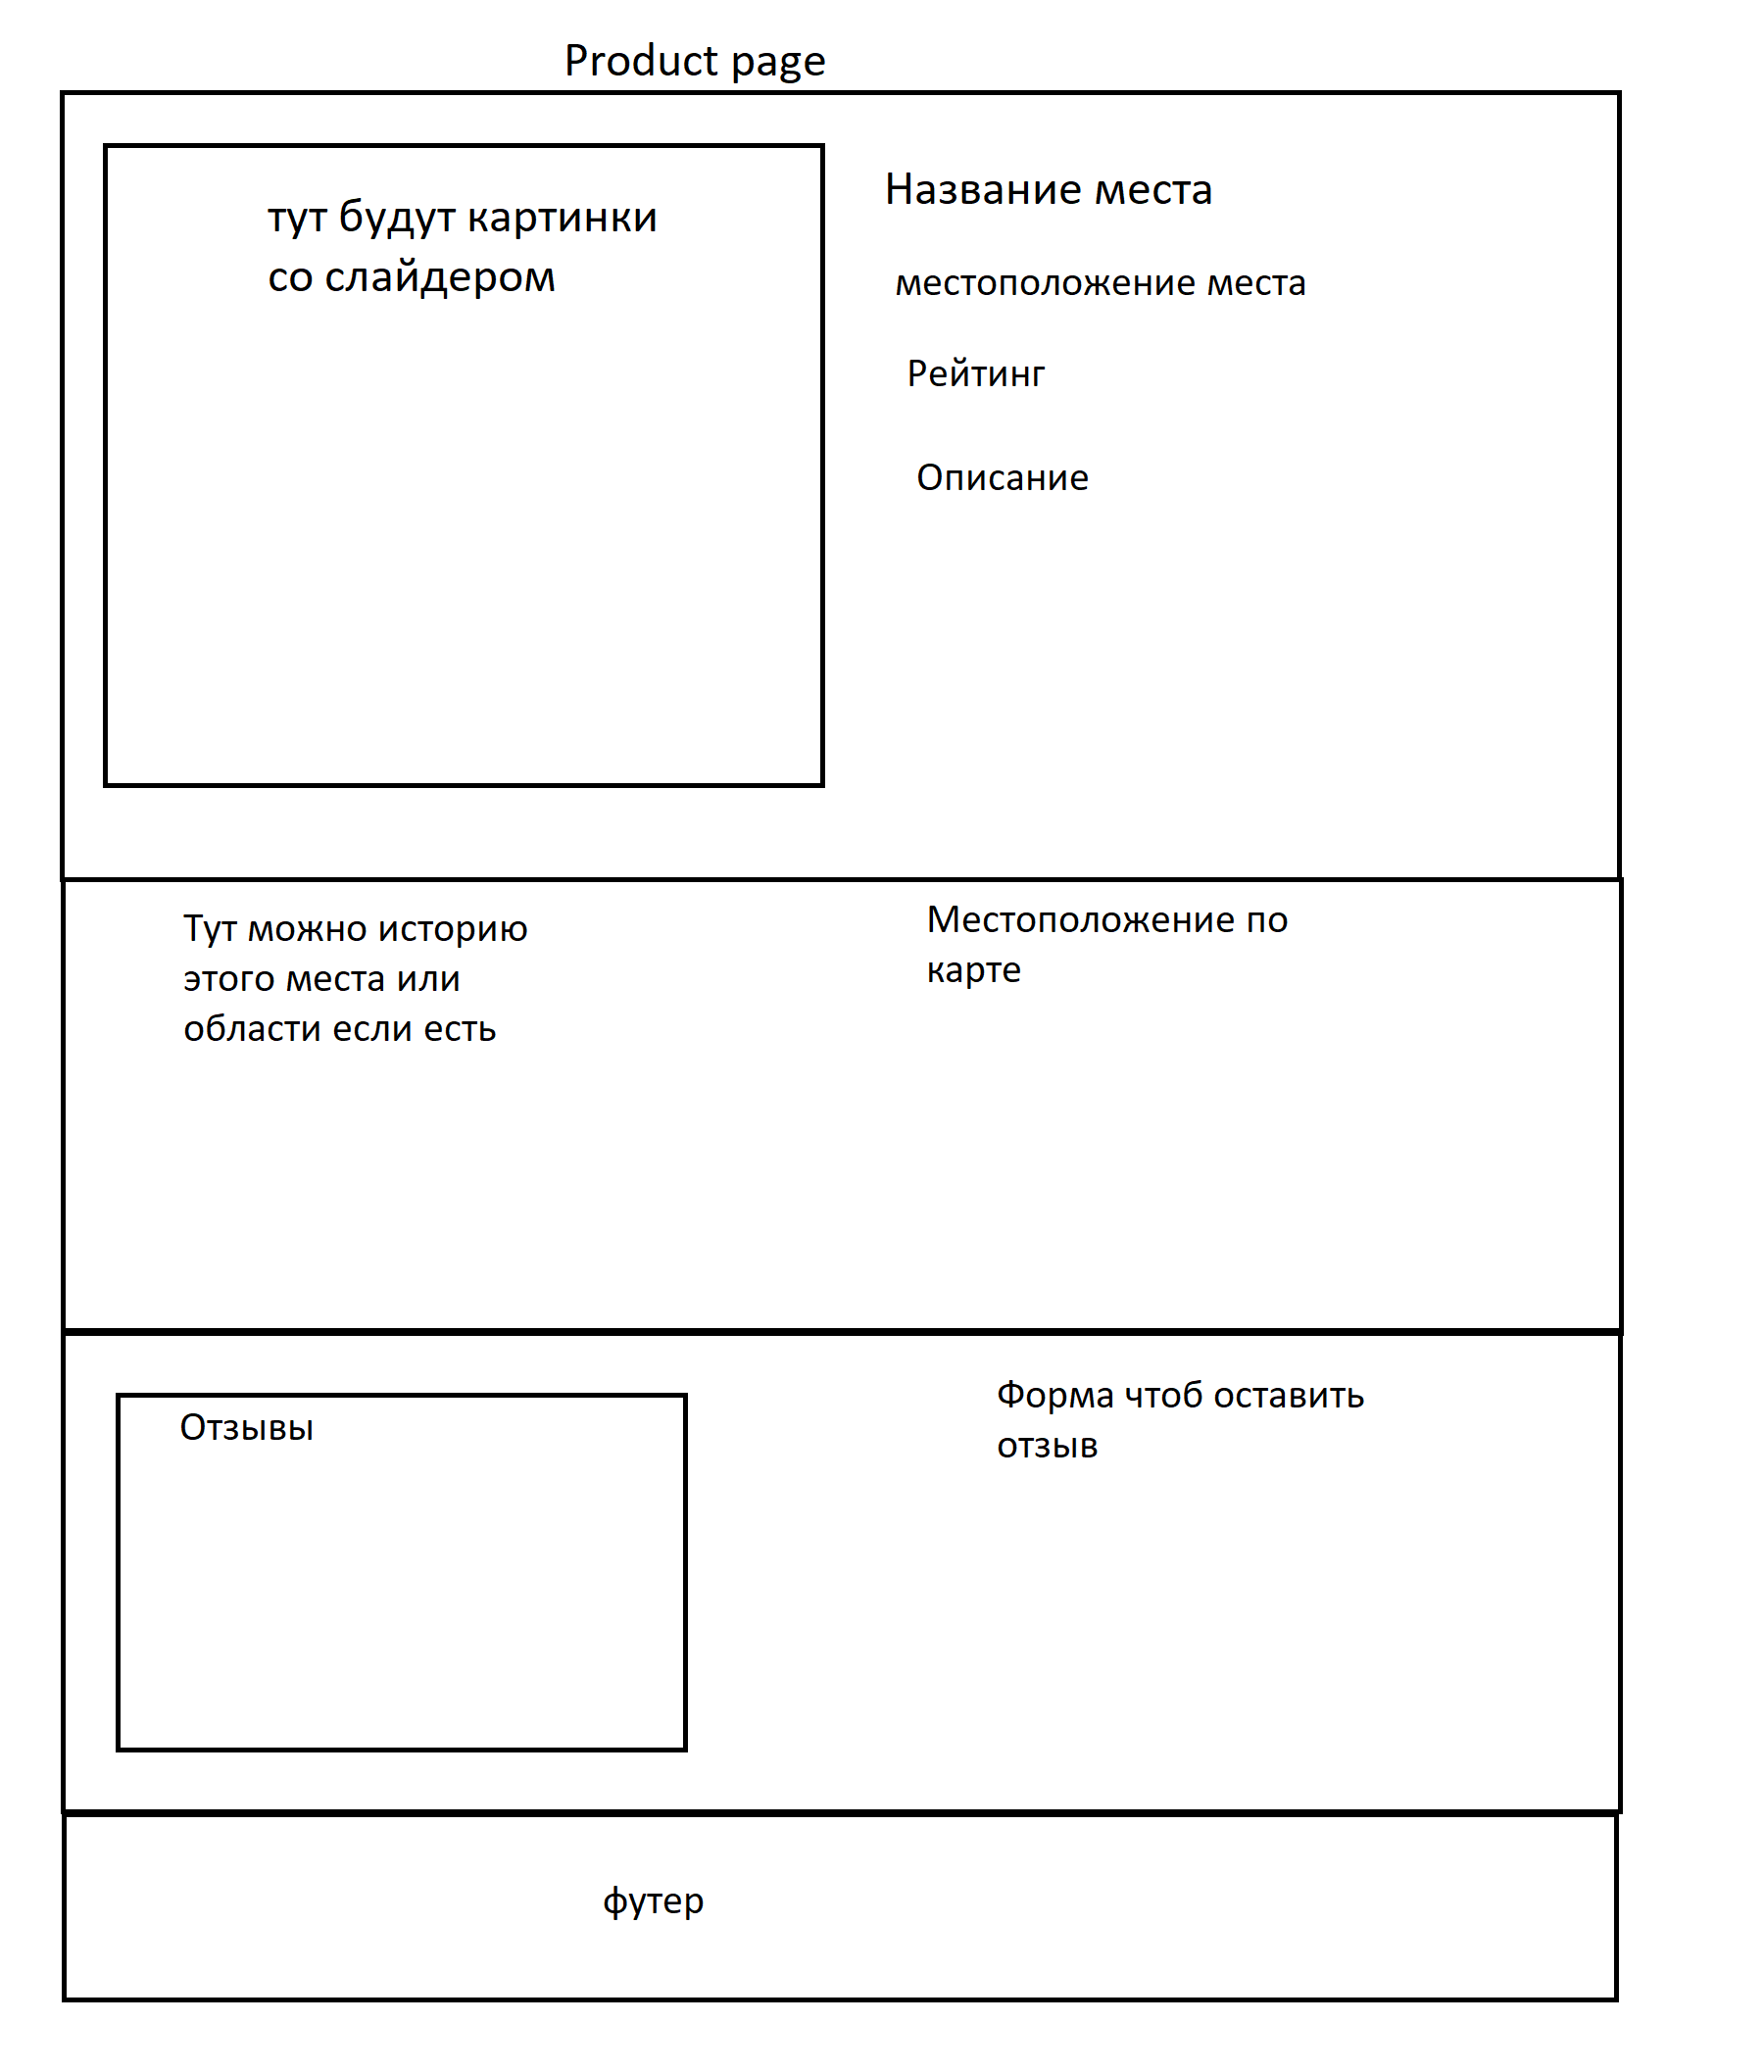 Product page
тут будут картинки
со слайдером
Название места
местоположение места
Рейтинг
Описание
Тут можно историю
этого места или
области если есть
Местоположение по
карте
Отзывы
Форма чтоб оставить
отзыв
футер